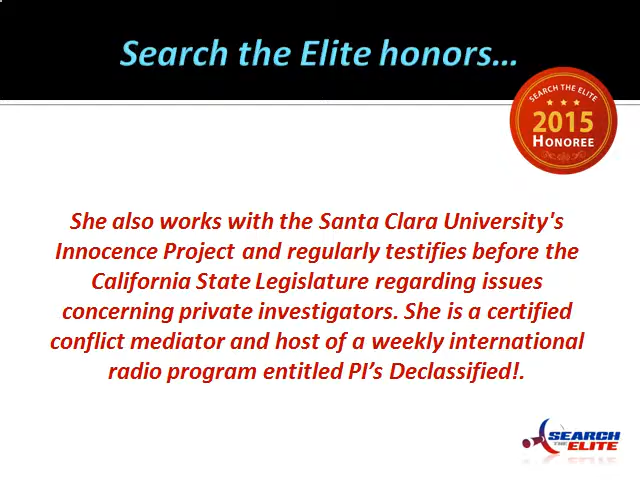 Search the Elite honors...
SEARCH THE ELITE
2015
HONOREE
She also works with the Santa Clara University's
Innocence Project and regularly testifies before the
California State Legislature regarding issues
concerning private investigators. She is a certified
conflict mediator and host of a weekly international
radio program entitled PI’s Declassified!.
SEARCH
THE ELITE